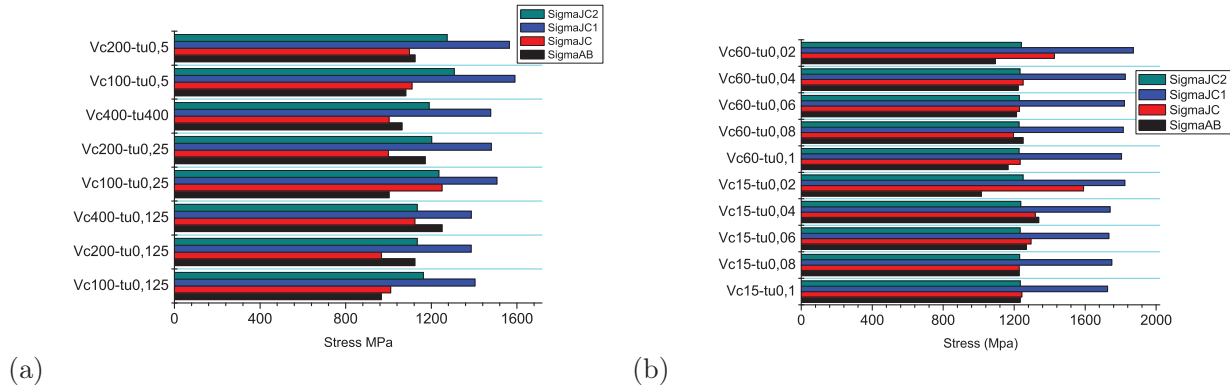 SigmaJC2
SigmaJC1
SigmaJC
SigmaAB
Vc200-tu0,5
Vc100-tu0,5
Vc400-tu400
Vc200-tu0,25
Vc100-tu0,25
Vc400-tu0,125
Vc200-tu0,125
Vc100-tu0,125
0 400 800 1200 1600
Stress MPa
(a)
SigmaJC2
SigmaJC1
SigmaJC
SigmaAB
Vc60-tu0,02
Vc60-tu0,04
Vc60-tu0,06
Vc60-tu0,08
Vc60-tu0,1
Vc15-tu0,02
Vc15-tu0,04
Vc15-tu0,06
Vc15-tu0,08
Vc15-tu0,1
0 400 800 1200 1600 2000
Stress (Mpa)
(b)